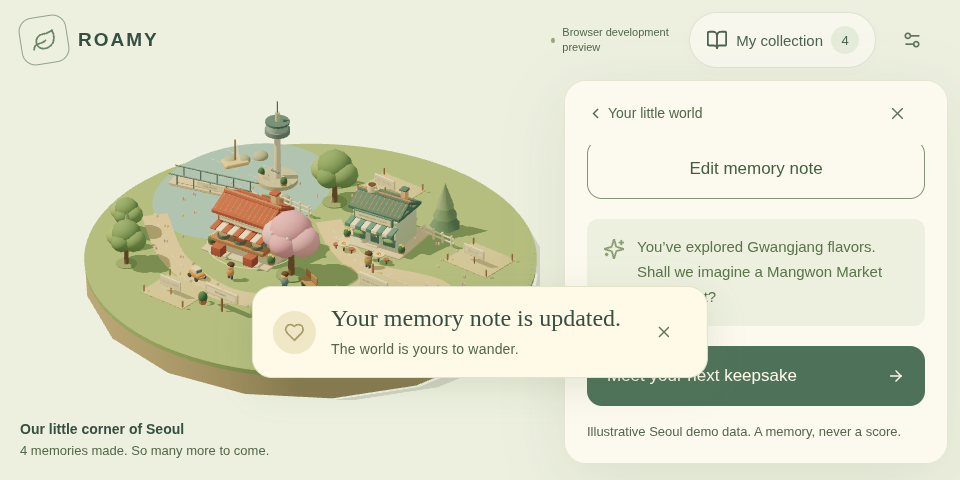 ROAMY
Browser development
preview
My collection
4
Your little world
Edit memory note
You’ve explored Gwangjang flavors.
Shall we imagine a Mangwon Market
t?
Your memory note is updated.
The world is yours to wander.
Meet your next keepsake
Illustrative Seoul demo data. A memory, never a score.
Our little corner of Seoul
4 memories made. So many more to come.